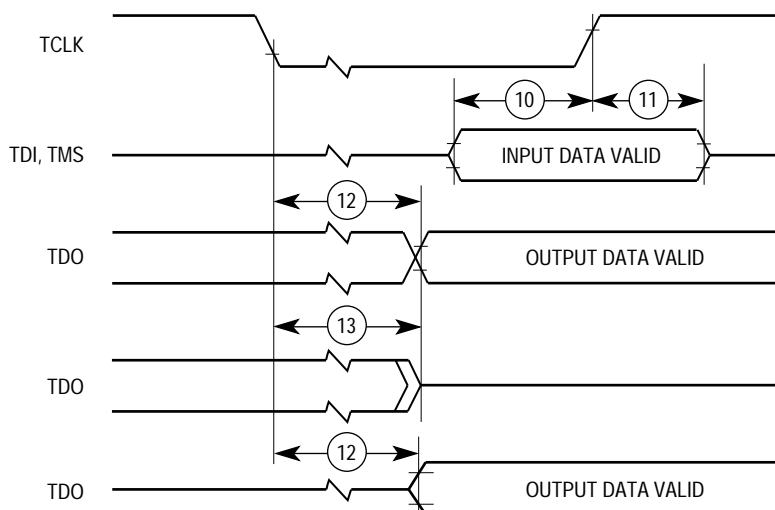 TCLK
10
11
TDI, TMS
INPUT DATA VALID
12
TDO
OUTPUT DATA VALID
13
TDO
12
TDO
OUTPUT DATA VALID